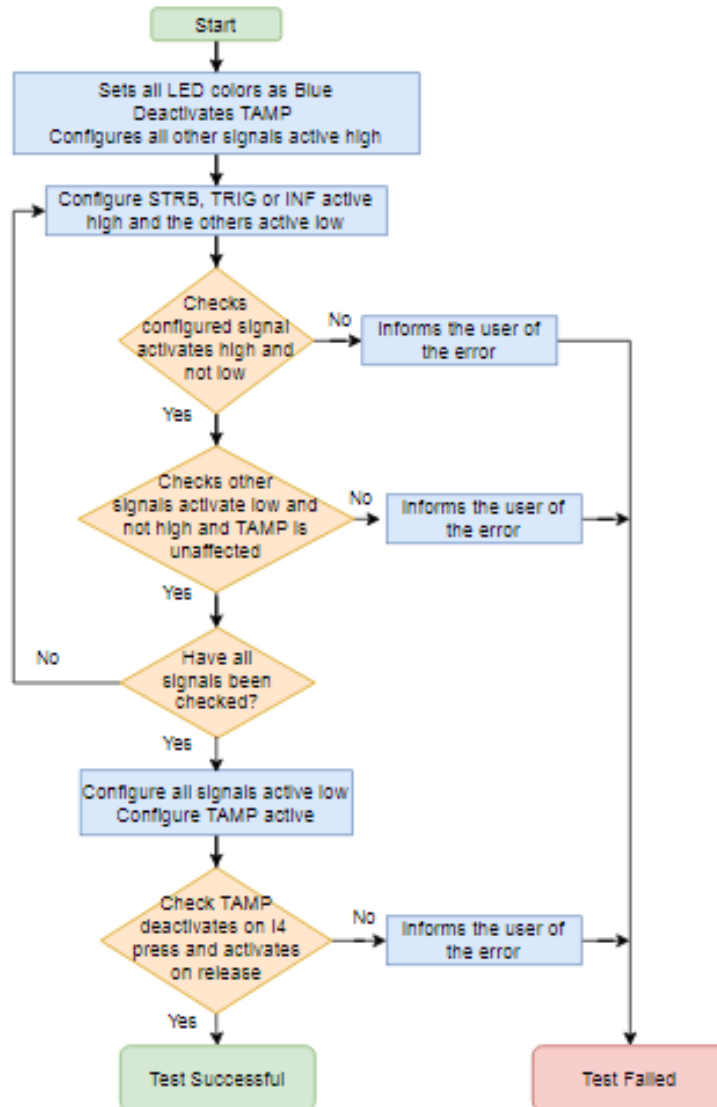 Start
Sets all LED colors as Blue
Deactivates TAMP
Configures all other signals active high
Configure STRB, TRIG or INF active
high and the others active low
Checks
configured signal
activates high and
not low
No
Informs the user of
the error
Yes
Checks other
signals activate low and
not high and TAMP is
unaffected
No
Informs the user of
the error
Yes
No
Have all
signals been
checked?
Yes
Configure all signals active low
Configure TAMP active
Check TAMP
deactivates on I4
press and activates
on release
No
Informs the user of
the error
Yes
Test Successful
Test Failed